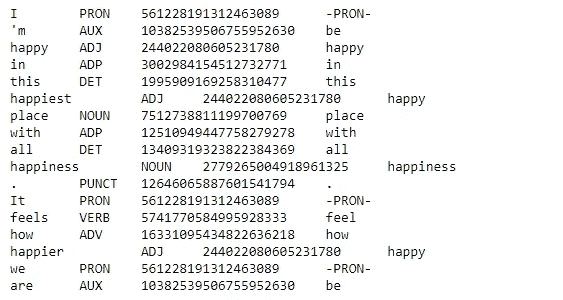 I PRON 561228191312463089 -PRON-
'm AUX 10382539506755952630 be
happy ADJ 244022080605231780 happy
in ADP 3002984154512732771 in
this DET 1995909169258310477 this
happiest ADJ 244022080605231780 happy
place NOUN 7512738811199700769 place
with ADP 12510949447758279278 with
all DET 13409319323822384369 all
happiness NOUN 2779265004918961325 happiness
. PUNCT 12646065887601541794 .
It PRON 561228191312463089 -PRON-
feels VERB 5741770584995928333 feel
how ADV 16331095434822636218 how
happier ADJ 244022080605231780 happy
we PRON 561228191312463089 -PRON-
are AUX 10382539506755952630 be